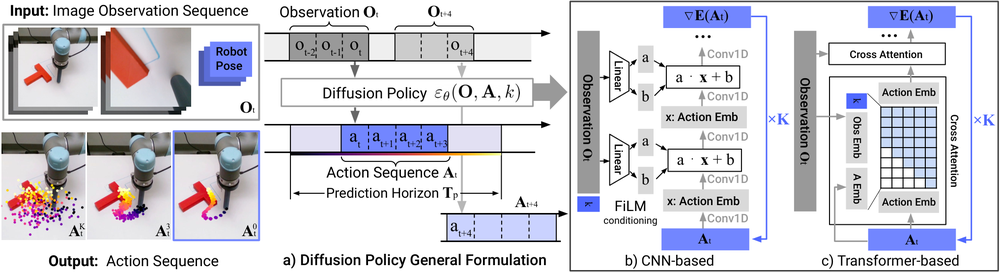 Input: Image Observation Sequence
Robot
Pose
Oₜ
Aₜᴷ
Aₜ³
Aₜ⁰
Output: Action Sequence
Observation Oₜ
Oₜ₊₄
oₜ₋₂ oₜ₋₁ oₜ
oₜ₊₄
Diffusion Policy ε_θ(O, A, k)
aₜ aₜ₊₁ aₜ₊₂ aₜ₊₃
Action Sequence Aₜ
Prediction Horizon Tₚ
Aₜ₊₄
aₜ₊₄
a) Diffusion Policy General Formulation
Observation Oₜ
k
Linear
a
b
Linear
a
b
FiLM
conditioning
∇E(Aₜ)
...
Conv1D
a · x + b
Conv1D
x: Action Emb
Conv1D
a · x + b
Conv1D
x: Action Emb
Conv1D
Aₜ
×K
b) CNN-based
Observation Oₜ
∇E(Aₜ)
...
Cross Attention
Action Emb
k
Obs Emb
A Emb
Cross Attention
Action Emb
Aₜ
×K
c) Transformer-based